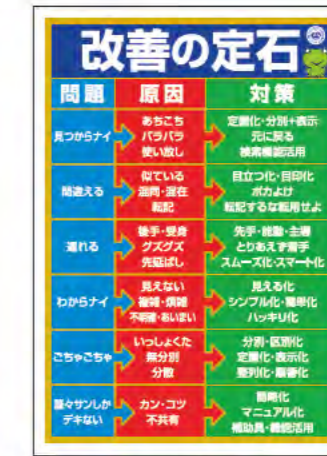 改善の定石
問題 原因 対策
見つからナイ
あちこち
バラバラ
使い放し
定置化・分別+表示
元に戻る
検索機能活用
間違える
似ている
混同・混在
転記
目立つ化・目印化
ポカよけ
転記するな転用せよ
遅れる
後手・受身
グズグズ
先延ばし
先手・始動・主導
とりあえず着手
スムーズ化・スマート化
わからナイ
見えない
複雑・煩雑
不明確・あいまい
見える化
シンプル化・簡単化
ハッキリ化
ごちゃごちゃ
いっしょくた
無分別
分散
分別・区別化
定置化・表示化
整列化・順番化
サンしか
デキない
カン・コツ
不共有
簡略化
マニュアル化
補助具・機能活用